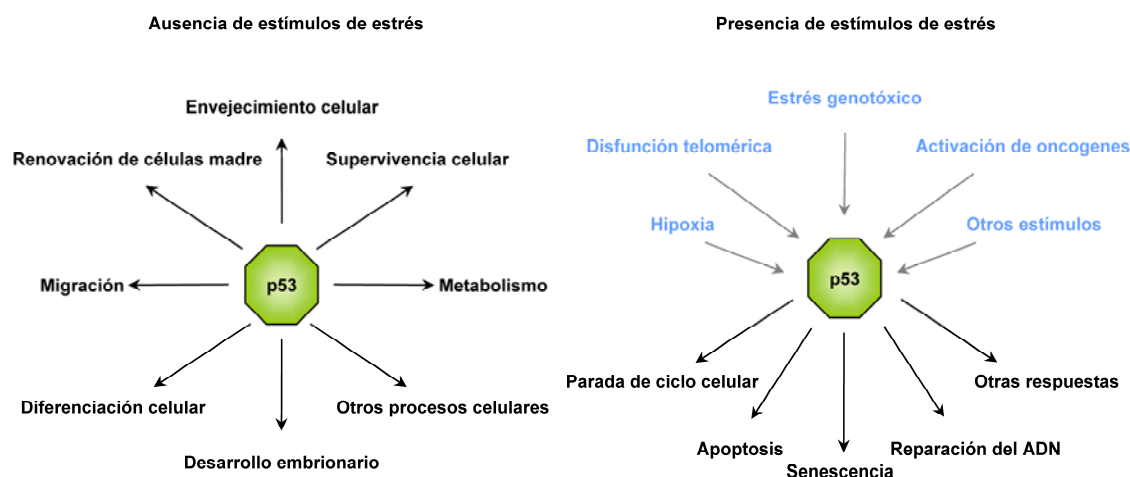 Ausencia de estímulos de estrés
Envejecimiento celular
Renovación de células madre
Supervivencia celular
Migración
p53
Metabolismo
Diferenciación celular
Otros procesos celulares
Desarrollo embrionario
Presencia de estímulos de estrés
Estrés genotóxico
Disfunción telomérica
Activación de oncogenes
Hipoxia
Otros estímulos
p53
Parada de ciclo celular
Otras respuestas
Apoptosis
Reparación del ADN
Senescencia